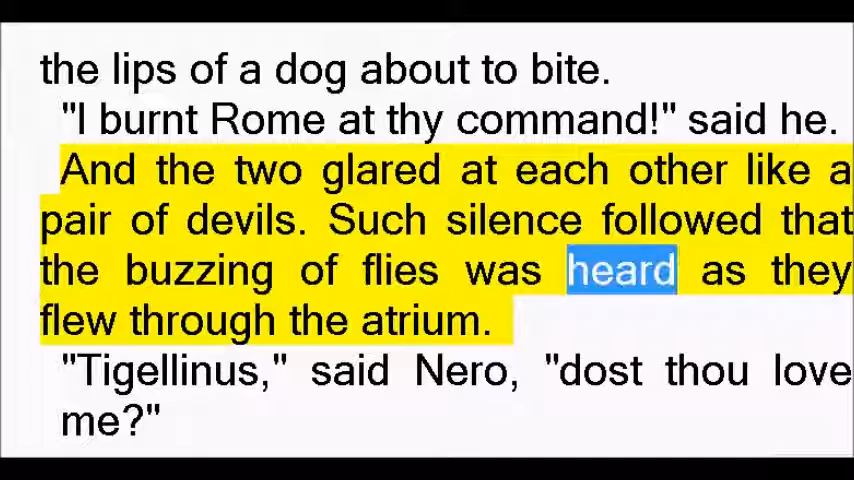 the lips of a dog about to bite.
"I burnt Rome at thy command!" said he.
And the two glared at each other like a
pair of devils. Such silence followed that
the buzzing of flies was heard as they
flew through the atrium.
"Tigellinus," said Nero, "dost thou love
me?"